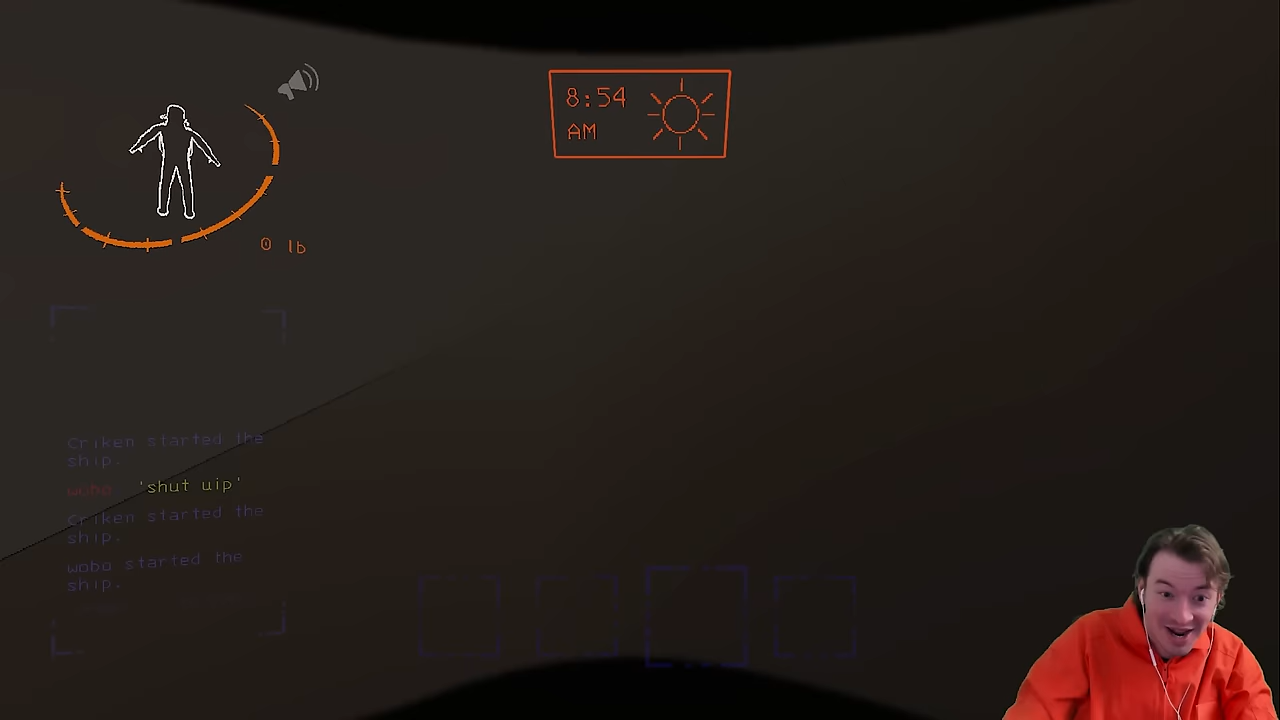 8:54
AM
0 lb
Criken started the
ship.
wobo 'shut uip'
Criken started the
ship.
wobo started the
ship.